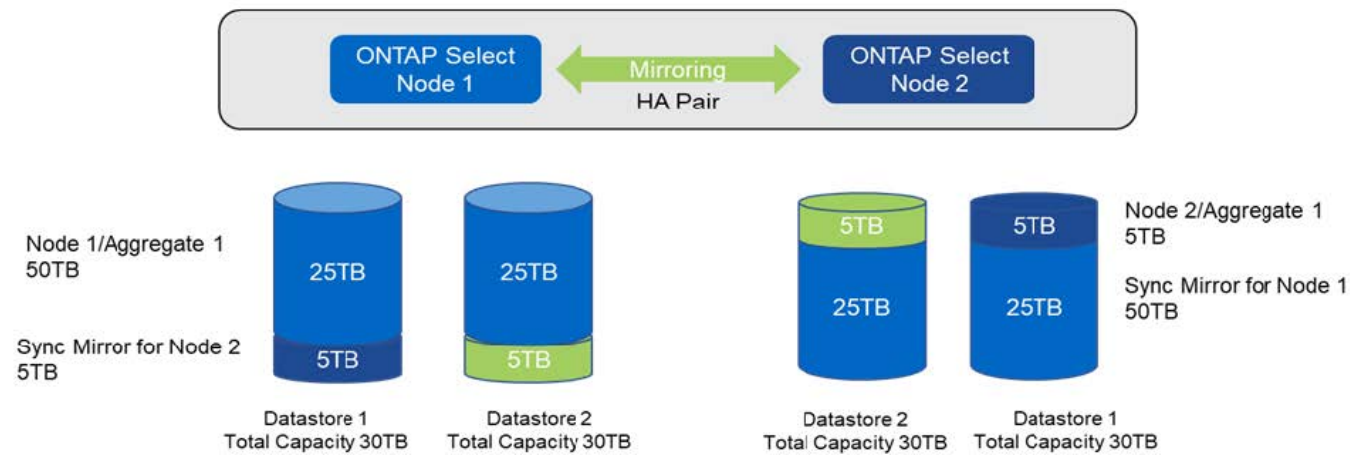 ONTAP Select
Node 1
Mirroring
HA Pair
ONTAP Select
Node 2
Node 1/Aggregate 1
50TB
25TB
25TB
Sync Mirror for Node 2
5TB
5TB
5TB
Datastore 1
Total Capacity 30TB
Datastore 2
Total Capacity 30TB
5TB
5TB
Node 2/Aggregate 1
5TB
25TB
25TB
Sync Mirror for Node 1
50TB
Datastore 2
Total Capacity 30TB
Datastore 1
Total Capacity 30TB